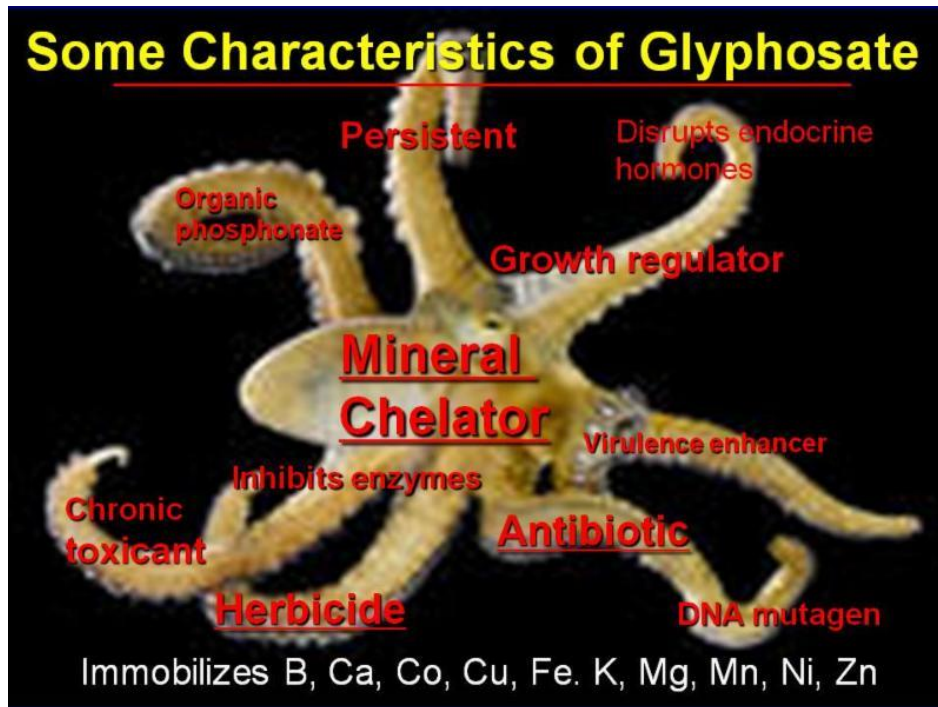 Some Characteristics of Glyphosate
Persistent
Disrupts endocrine
hormones
Organic
phosphonate
Growth regulator
Mineral
Chelator
Virulence enhancer
Inhibits enzymes
Chronic
toxicant
Antibiotic
Herbicide
DNA mutagen
Immobilizes B, Ca, Co, Cu, Fe. K, Mg, Mn, Ni, Zn